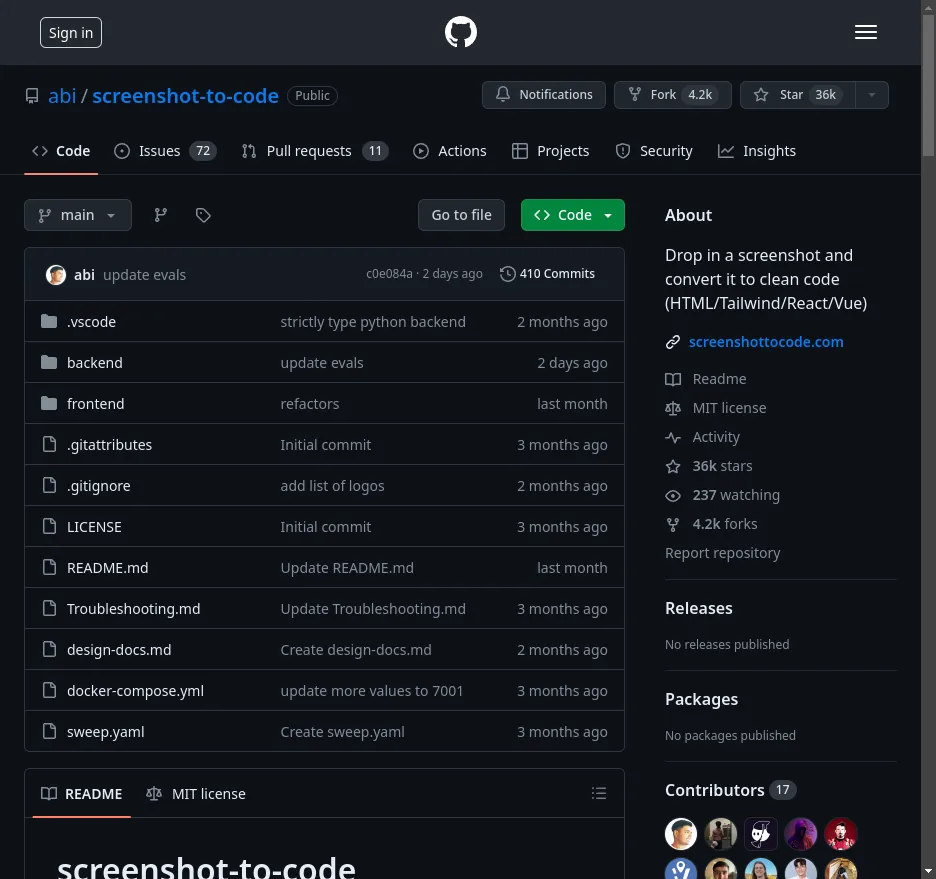 Sign in
abi / screenshot-to-code Public
Notifications Fork 4.2k Star 36k
Code Issues 72 Pull requests 11 Actions Projects Security Insights
main Go to file Code
abi update evals c0e084a · 2 days ago 410 Commits
.vscode strictly type python backend 2 months ago
backend update evals 2 days ago
frontend refactors last month
.gitattributes Initial commit 3 months ago
.gitignore add list of logos 2 months ago
LICENSE Initial commit 3 months ago
README.md Update README.md last month
Troubleshooting.md Update Troubleshooting.md 3 months ago
design-docs.md Create design-docs.md 2 months ago
docker-compose.yml update more values to 7001 3 months ago
sweep.yaml Create sweep.yaml 3 months ago
README MIT license
screenshot-to-code
About
Drop in a screenshot and
convert it to clean code
(HTML/Tailwind/React/Vue)
screenshottocode.com
Readme
MIT license
Activity
36k stars
237 watching
4.2k forks
Report repository
Releases
No releases published
Packages
No packages published
Contributors 17